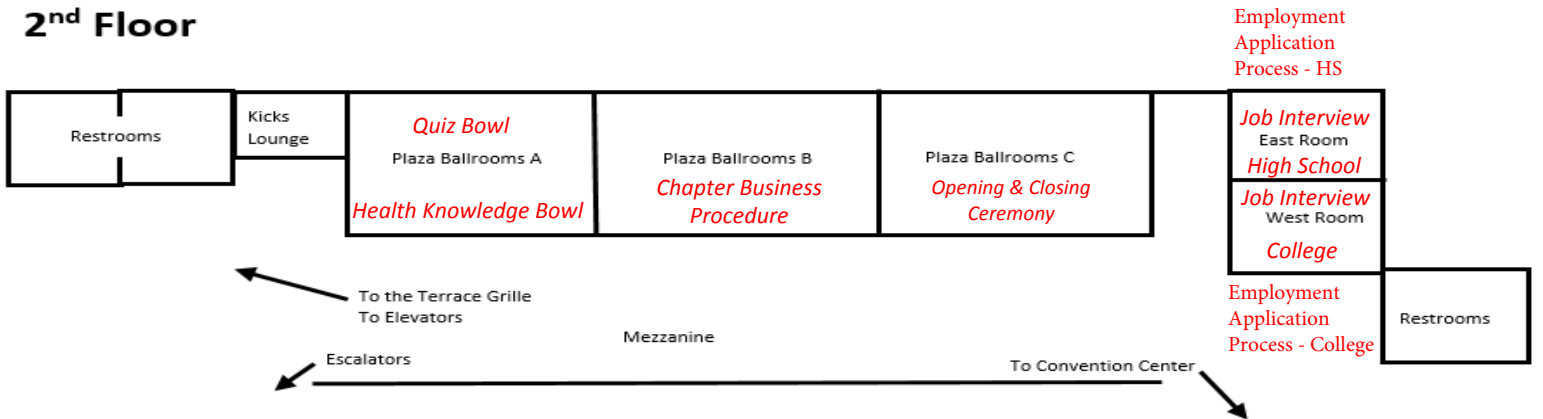 2nd Floor
Employment
Application
Process - HS
Restrooms
Kicks
Lounge
Quiz Bowl
Plaza Ballrooms A
Health Knowledge Bowl
Plaza Ballrooms B
Chapter Business
Procedure
Plaza Ballrooms C
Opening & Closing
Ceremony
Job Interview
East Room
High School
Job Interview
West Room
College
Employment
Application
Process - College
Restrooms
To the Terrace Grille
To Elevators
Mezzanine
Escalators
To Convention Center